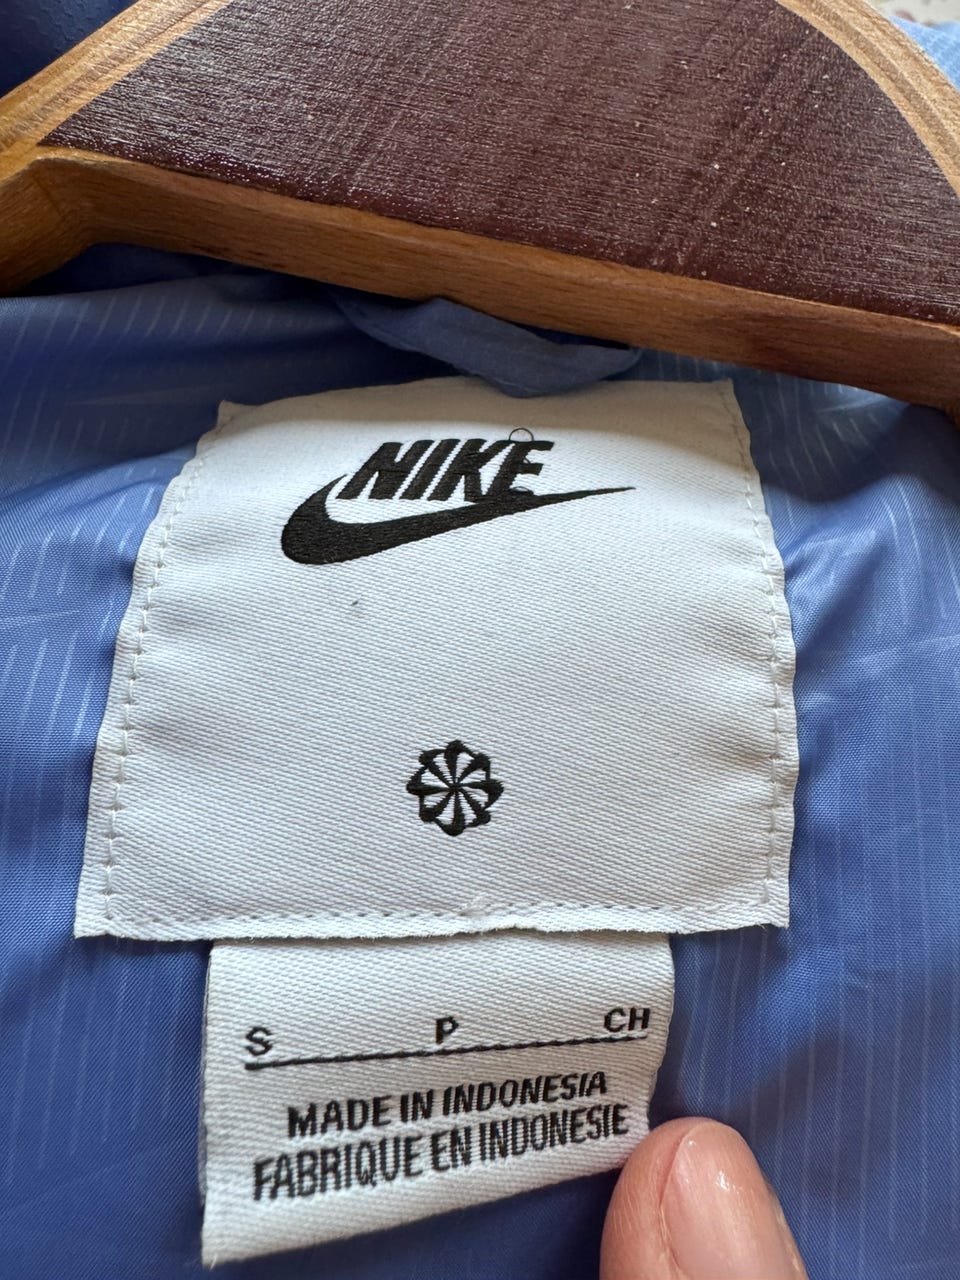 NIKE
S P CH
MADE IN INDONESIA
FABRIQUE EN INDONESIE